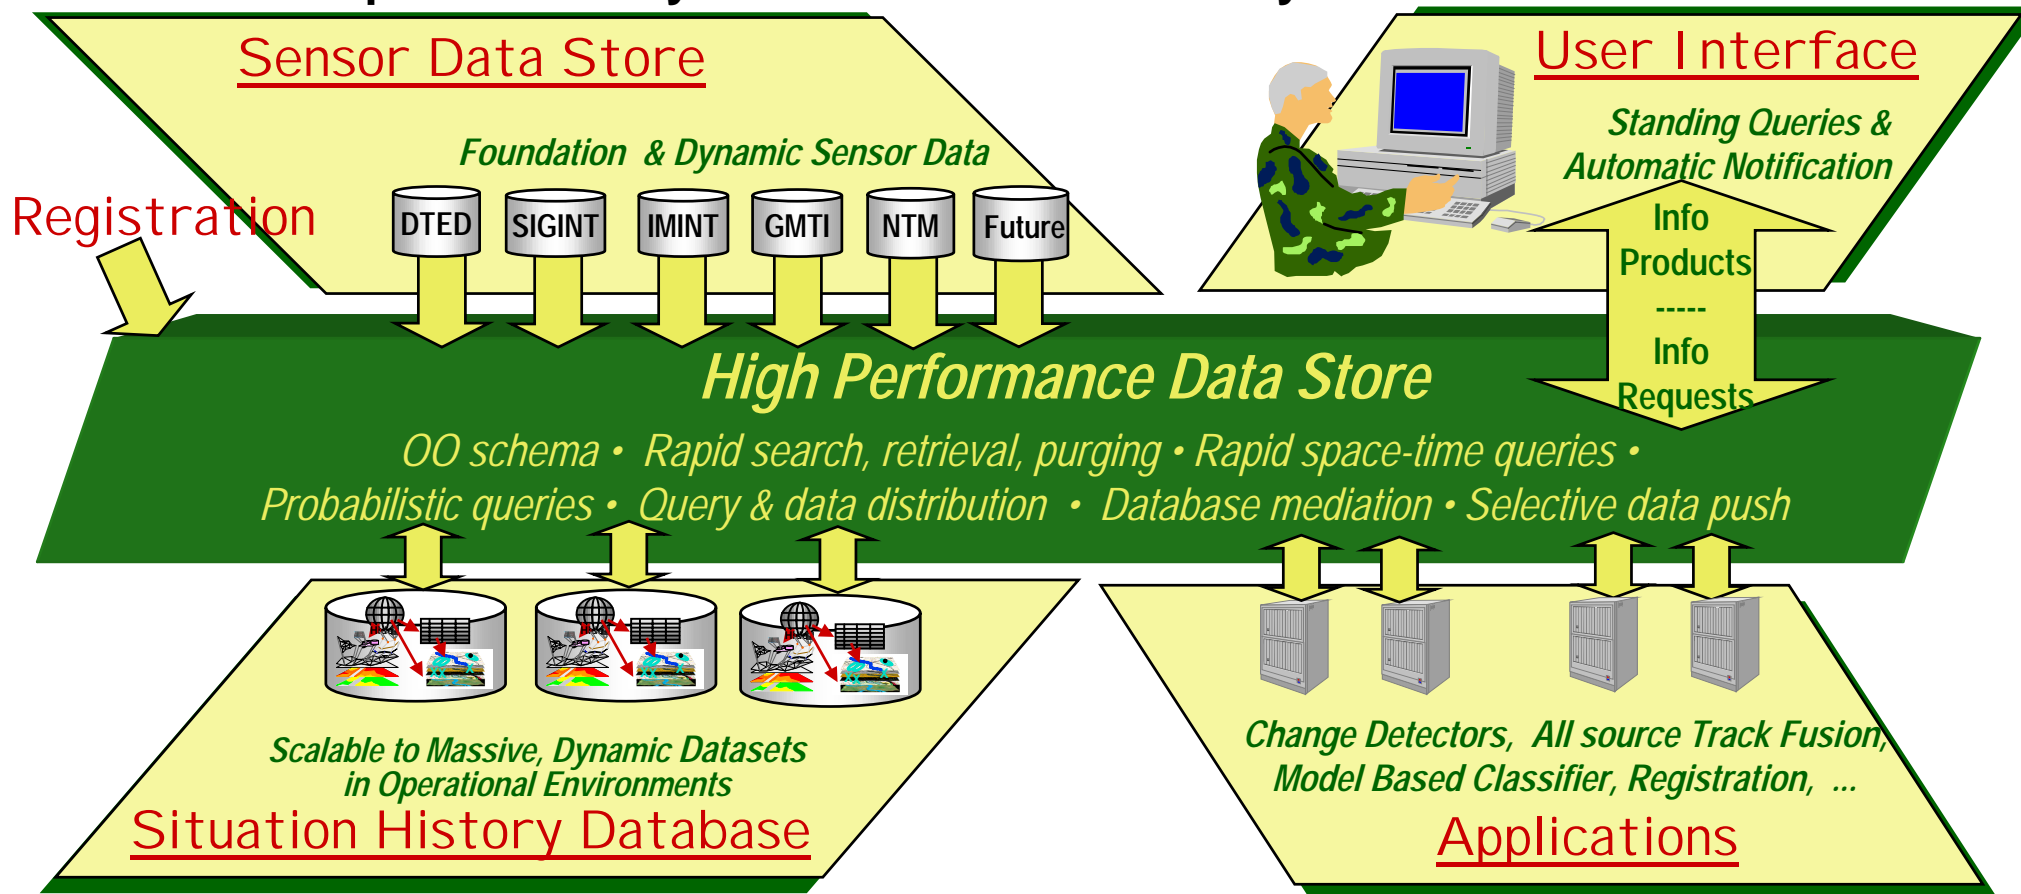 Sensor Data Store
Foundation & Dynamic Sensor Data
DTED SIGINT IMINT GMTI NTM Future
Registration
User Interface
Standing Queries &
Automatic Notification
Info
Products
-----
Info
Requests
High Performance Data Store
OO schema • Rapid search, retrieval, purging • Rapid space-time queries •
Probabilistic queries • Query & data distribution • Database mediation • Selective data push
Scalable to Massive, Dynamic Datasets
in Operational Environments
Situation History Database
Change Detectors, All source Track Fusion,
Model Based Classifier, Registration, ...
Applications